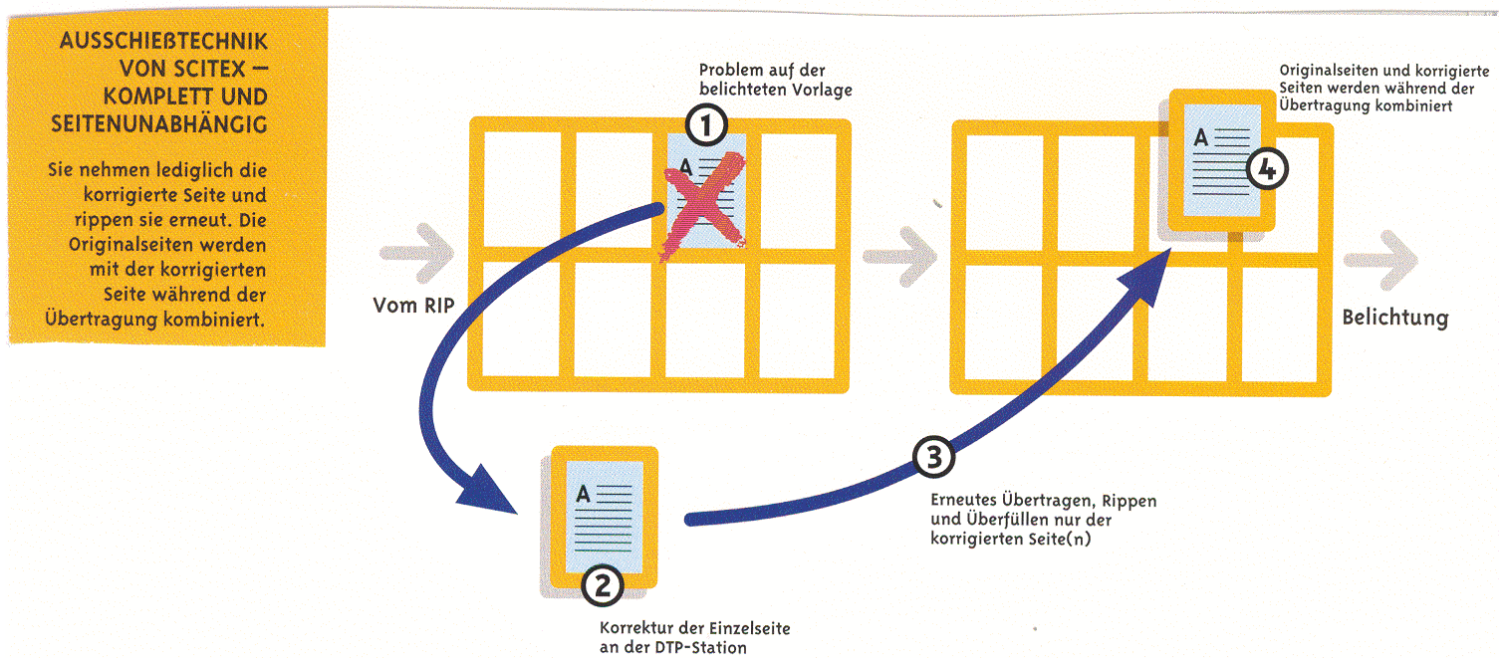 AUSSCHIEßTECHNIK
VON SCITEX —
KOMPLETT UND
SEITENUNABHÄNGIG
Sie nehmen lediglich die
korrigierte Seite und
rippen sie erneut. Die
Originalseiten werden
mit der korrigierten
Seite während der
Übertragung kombiniert.
Problem auf der
belichteten Vorlage
1
A
Vom RIP
2
A
Korrektur der Einzelseite
an der DTP-Station
3
Erneutes Übertragen, Rippen
und Überfüllen nur der
korrigierten Seite(n)
Originalseiten und korrigierte
Seiten werden während der
Übertragung kombiniert
A
4
Belichtung